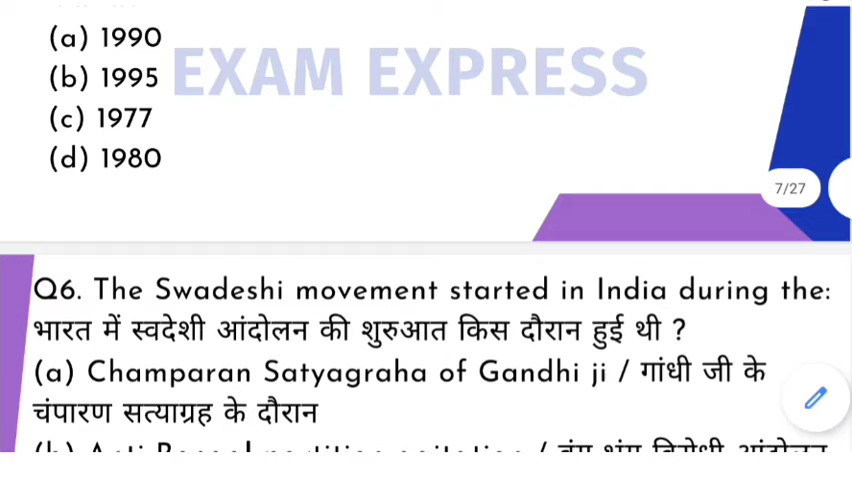 (a) 1990
EXAM EXPRESS
(b) 1995
(c) 1977
(d) 1980
7/27
Q6. The Swadeshi movement started in India during the:
भारत में स्वदेशी आंदोलन की शुरुआत किस दौरान हुई थी ?
(a) Champaran Satyagraha of Gandhi ji / गांधी जी के
चंपारण सत्याग्रह के दौरान